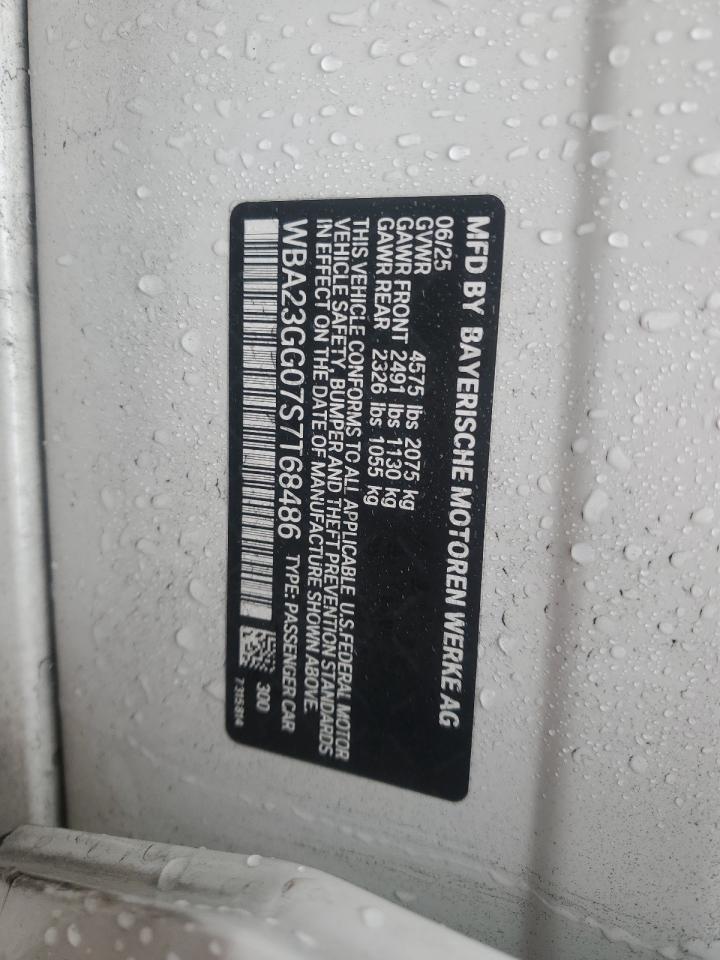 MFD BY BAYERISCHE MOTOREN WERKE AG
06/25
GVWR 4575 lbs 2075 kg
GAWR FRONT 2491 lbs 1130 kg
GAWR REAR 2326 lbs 1055 kg
THIS VEHICLE CONFORMS TO ALL APPLICABLE U.S.FEDERAL MOTOR
VEHICLE SAFETY, BUMPER AND THEFT PREVENTION STANDARDS
IN EFFECT ON THE DATE OF MANUFACTURE SHOWN ABOVE.
WBA23GG07S7T68486 TYPE: PASSENGER CAR
300
7315814